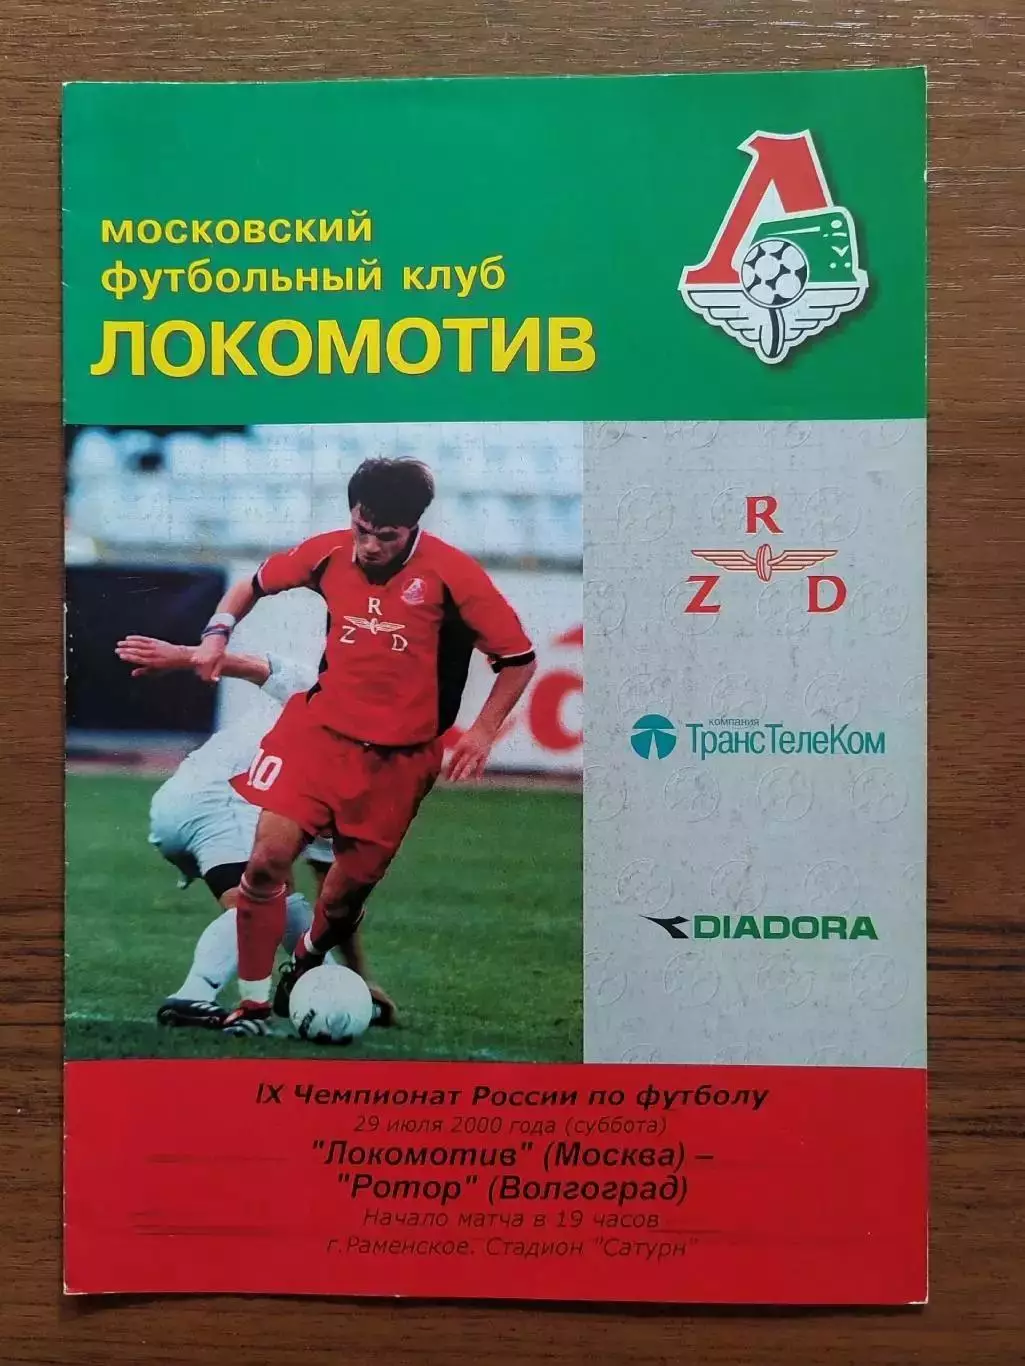 московский
футбольный клуб
ЛОКОМОТИВ
R
Z D
R
Z D
10
компания
ТрансТелеКом
DIADORA
IX Чемпионат России по футболу
29 июля 2000 года (суббота)
"Локомотив" (Москва) –
"Ротор" (Волгоград)
Начало матча в 19 часов
г.Раменское. Стадион "Сатурн"